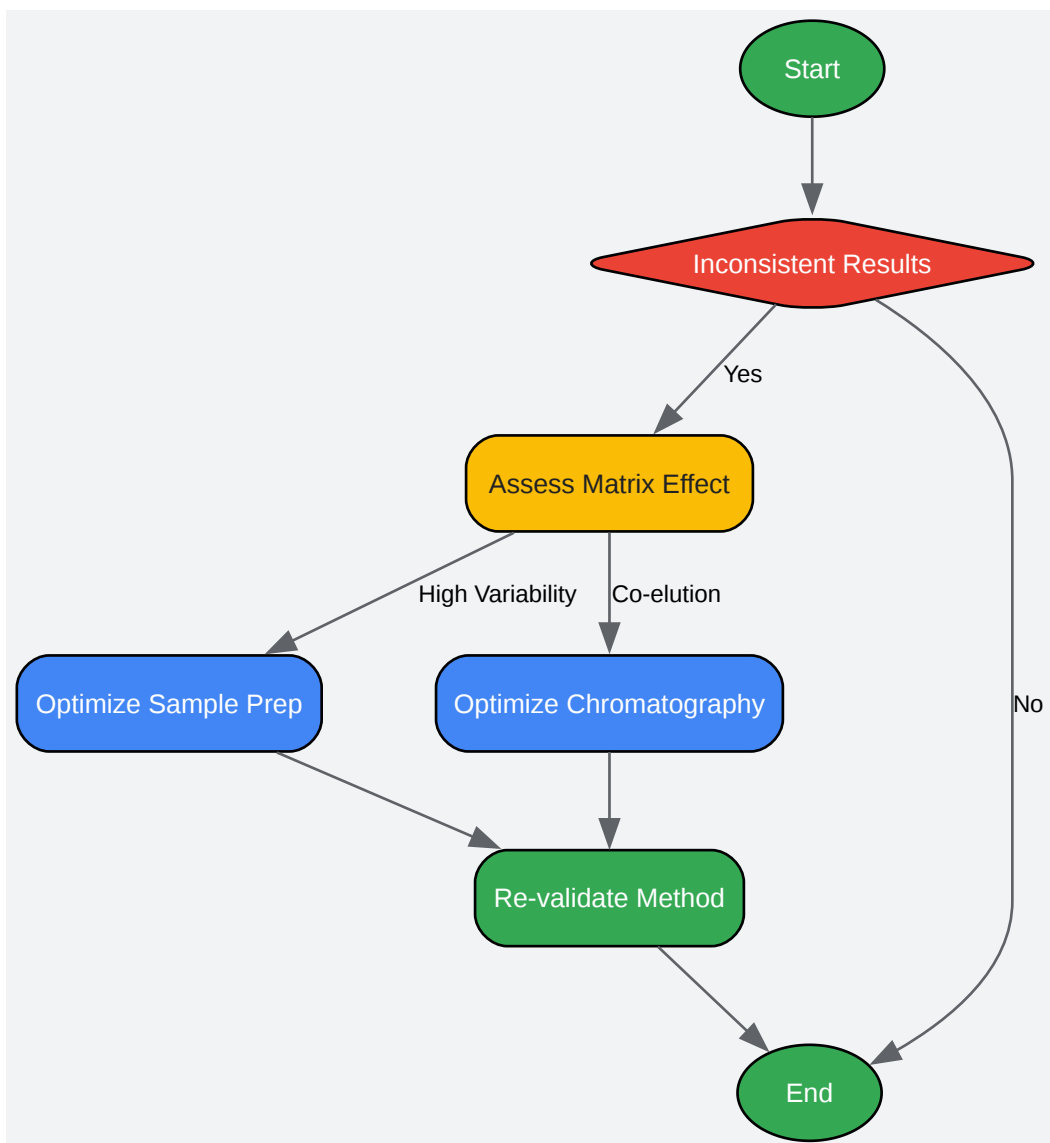 Start
Inconsistent Results
Yes
Assess Matrix Effect
High Variability
Co-elution
Optimize Sample Prep
Optimize Chromatography
No
Re-validate Method
End